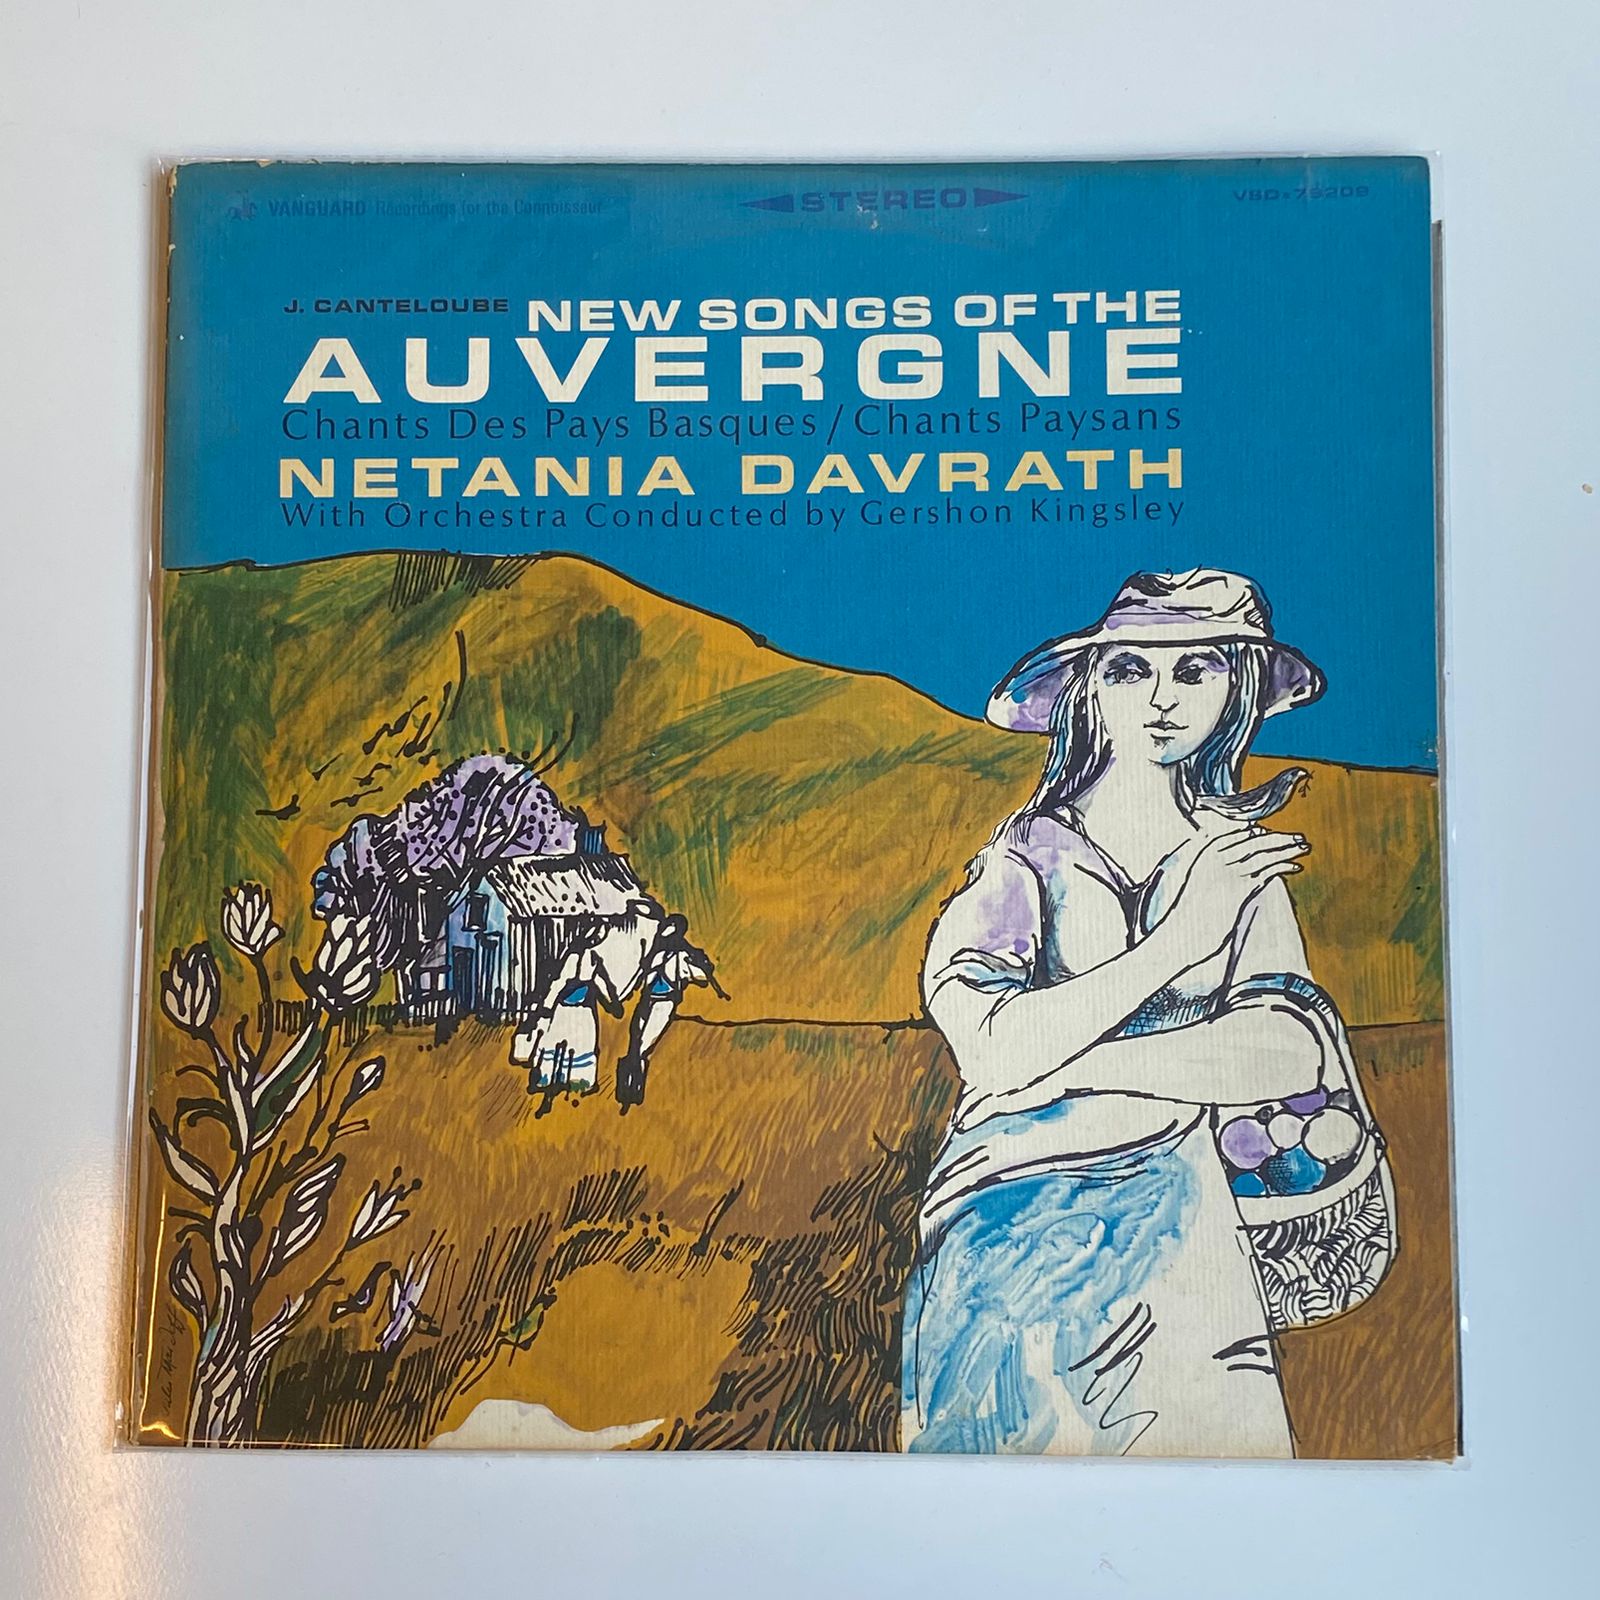 VANGUARD Recordings for the Connoisseur
STEREO
J. CANTELOUBE NEW SONGS OF THE
AUVERGNE
Chants Des Pays Basques / Chants Paysans
NETANIA DAVRATH
With Orchestra Conducted by Gershon Kingsley